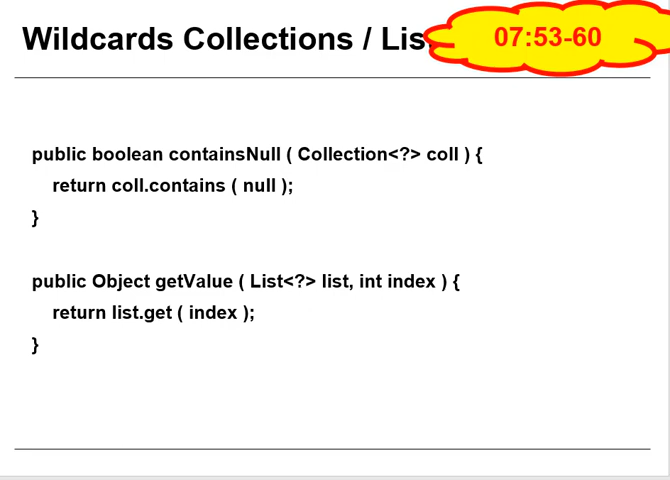 Wildcards Collections / Lis
07:53-60
public boolean containsNull ( Collection<?> coll ) {
return coll.contains ( null );
}
public Object getValue ( List<?> list, int index ) {
return list.get ( index );
}